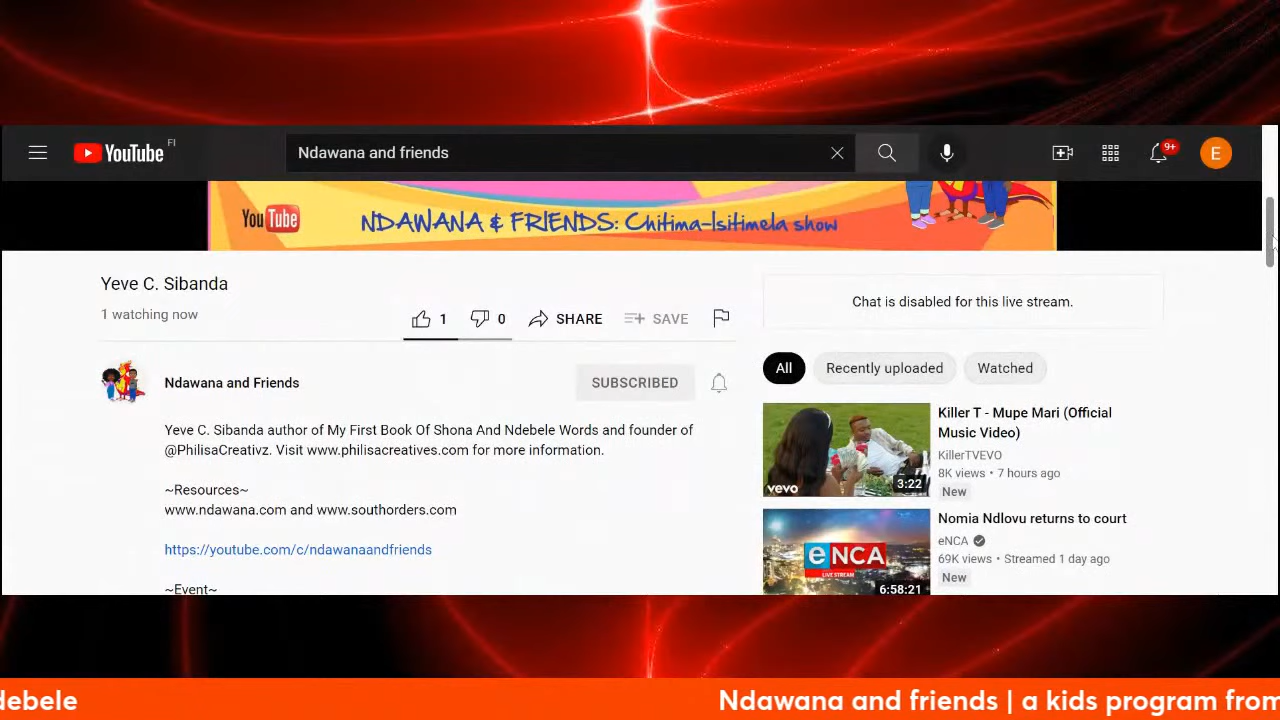 YouTube FI
Ndawana and friends
9+
E
YouTube
NDAWANA & FRIENDS: Chitima-Isitimela show
Yeve C. Sibanda
1 watching now
1
0
SHARE
SAVE
Ndawana and Friends
SUBSCRIBED
Yeve C. Sibanda author of My First Book Of Shona And Ndebele Words and founder of
@PhilisaCreativz. Visit www.philisacreatives.com for more information.
~Resources~
www.ndawana.com and www.southorders.com
https://youtube.com/c/ndawanaandfriends
~Event~
Chat is disabled for this live stream.
All
Recently uploaded
Watched
vevo
3:22
Killer T - Mupe Mari (Official
Music Video)
KillerTVEVO
8K views • 7 hours ago
New
eNCA
LIVE STREAM
6:58:21
Nomia Ndlovu returns to court
eNCA
69K views • Streamed 1 day ago
New
debele
Ndawana and friends | a kids program from